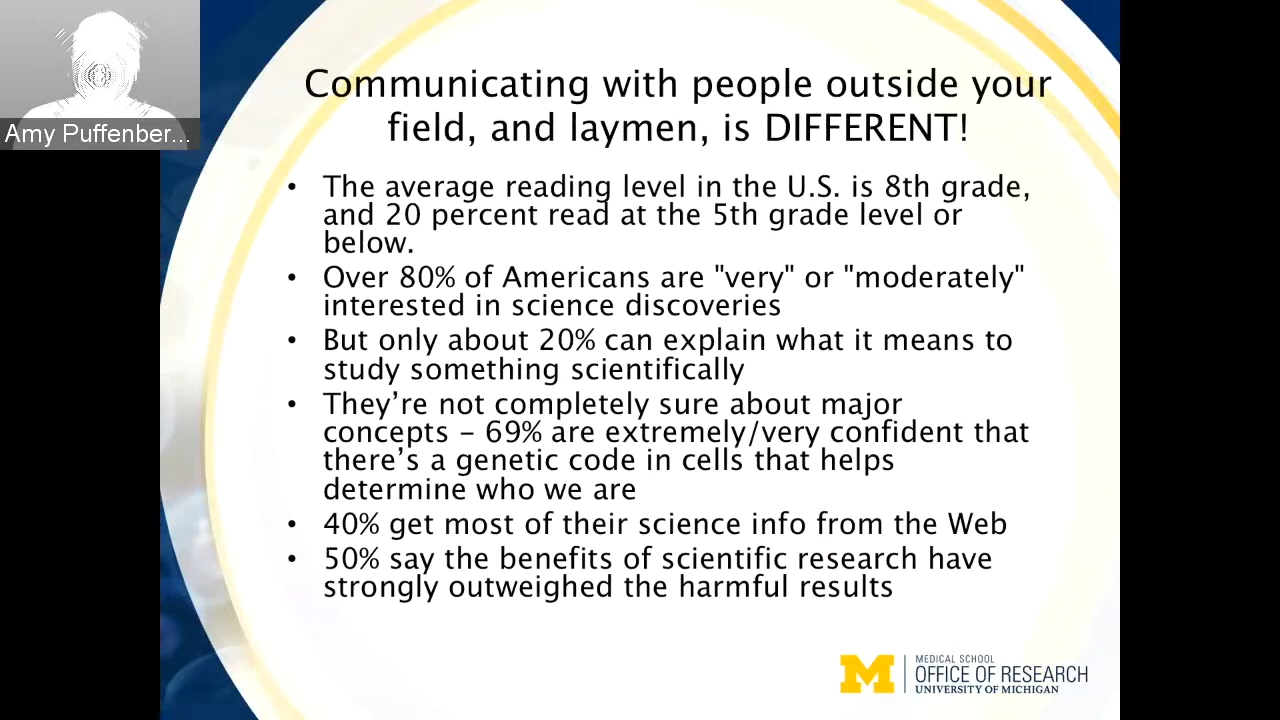 Amy Puffenber...
Communicating with people outside your
field, and laymen, is DIFFERENT!
• The average reading level in the U.S. is 8th grade,
and 20 percent read at the 5th grade level or
below.
• Over 80% of Americans are "very" or "moderately"
interested in science discoveries
• But only about 20% can explain what it means to
study something scientifically
• They’re not completely sure about major
concepts – 69% are extremely/very confident that
there’s a genetic code in cells that helps
determine who we are
• 40% get most of their science info from the Web
• 50% say the benefits of scientific research have
strongly outweighed the harmful results
M
MEDICAL SCHOOL
OFFICE OF RESEARCH
UNIVERSITY OF MICHIGAN